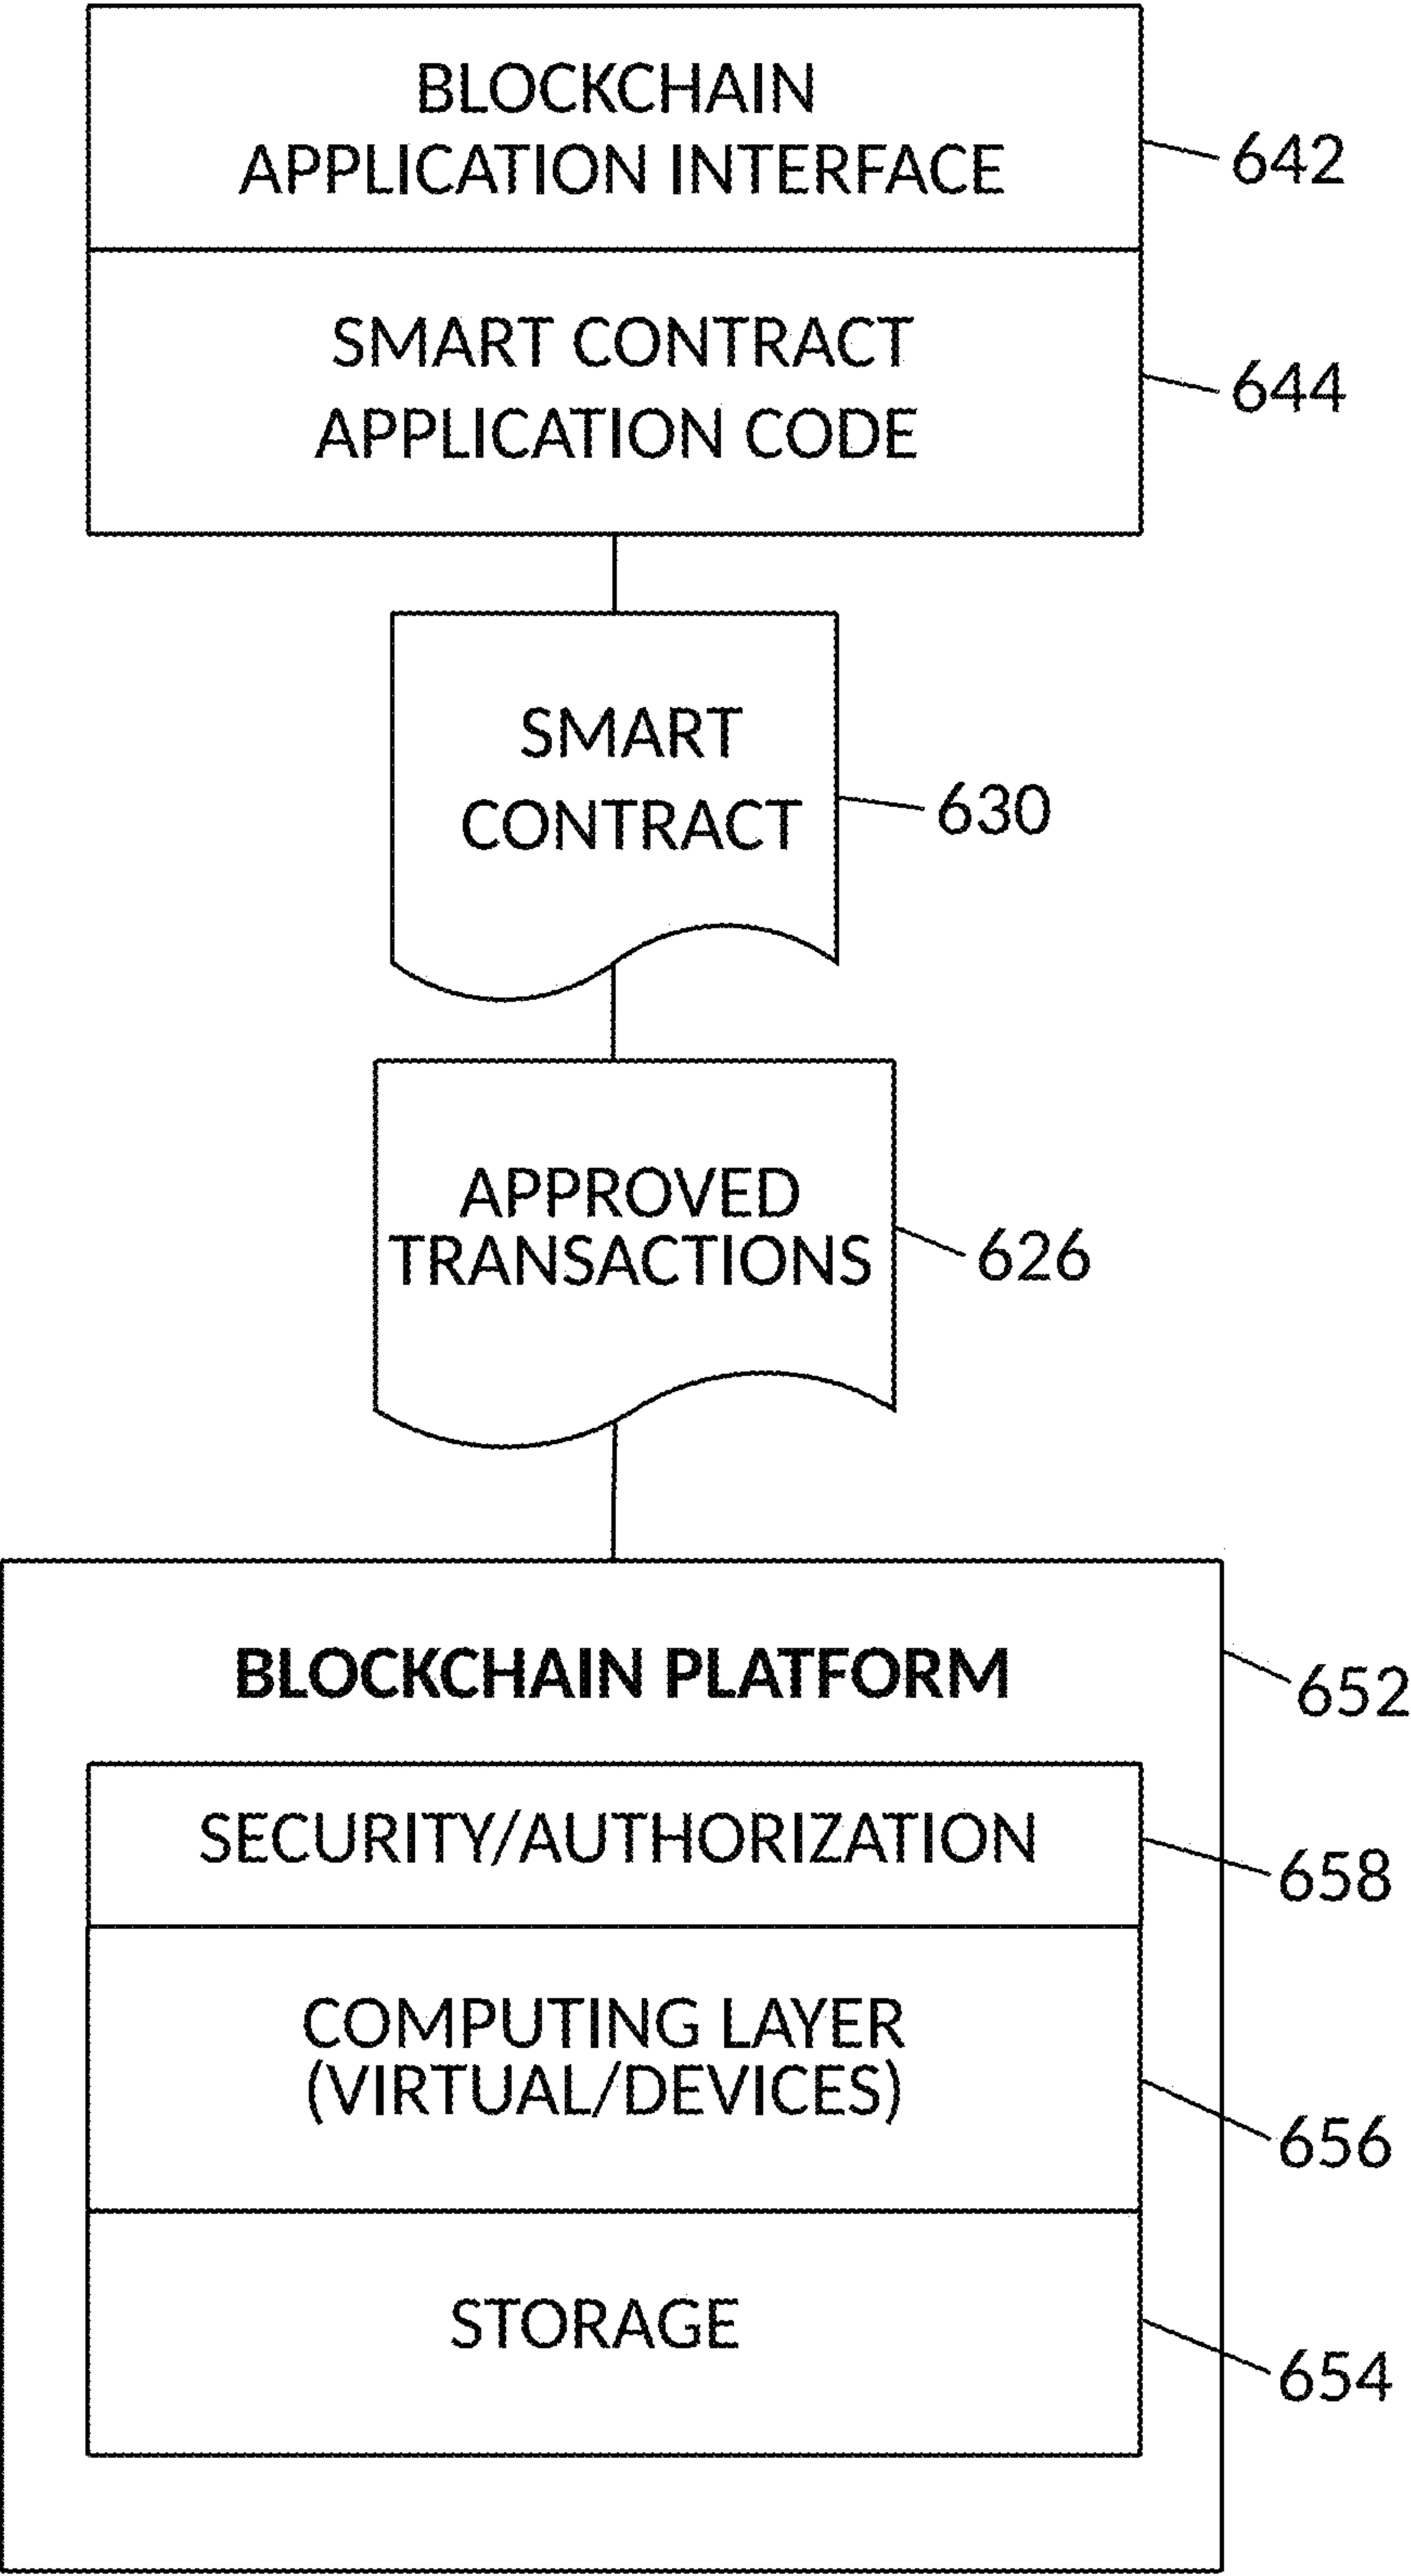 BLOCKCHAIN
APPLICATION INTERFACE
642
SMART CONTRACT
APPLICATION CODE
644
SMART
CONTRACT
630
APPROVED
TRANSACTIONS
626
BLOCKCHAIN PLATFORM
652
SECURITY/AUTHORIZATION
658
COMPUTING LAYER
(VIRTUAL/DEVICES)
656
STORAGE
654